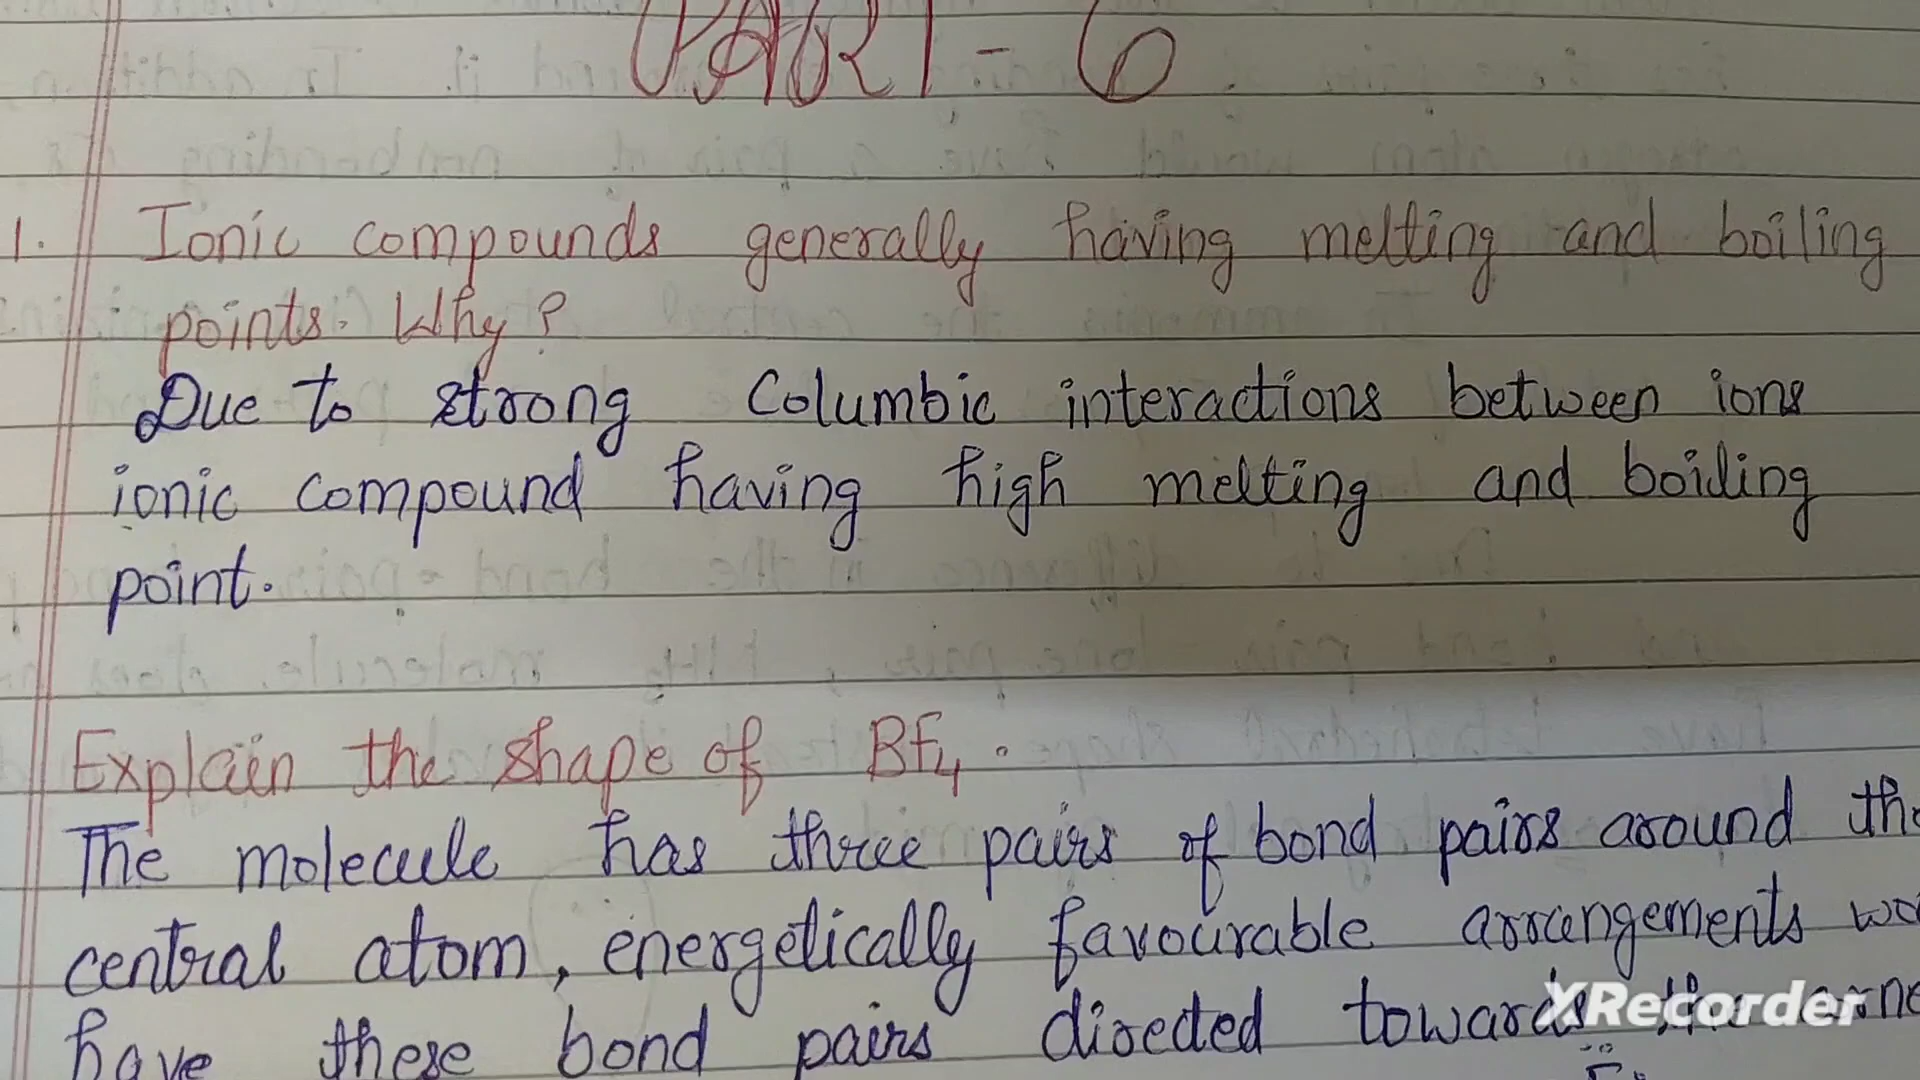 PART - 6
1. Ionic compounds generally having melting and boiling
points. Why?
Due to strong Columbic interactions between ions
ionic compound having high melting and boiling
point.
Explain the shape of BF4.
The molecule has three pairs of bond pairs around the
central atom, energetically favourable arrangements
have these bond pairs directed towards the
XRecorder